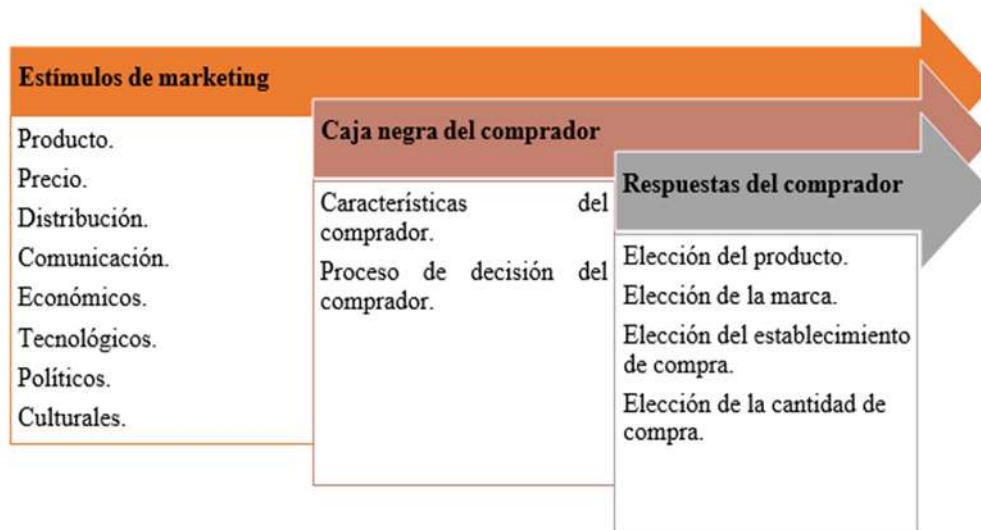 Estímulos de marketing
Producto.
Precio.
Distribución.
Comunicación.
Económicos.
Tecnológicos.
Políticos.
Culturales.
Caja negra del comprador
Características del
comprador.
Proceso de decisión del
comprador.
Respuestas del comprador
Elección del producto.
Elección de la marca.
Elección del establecimiento
de compra.
Elección de la cantidad de
compra.